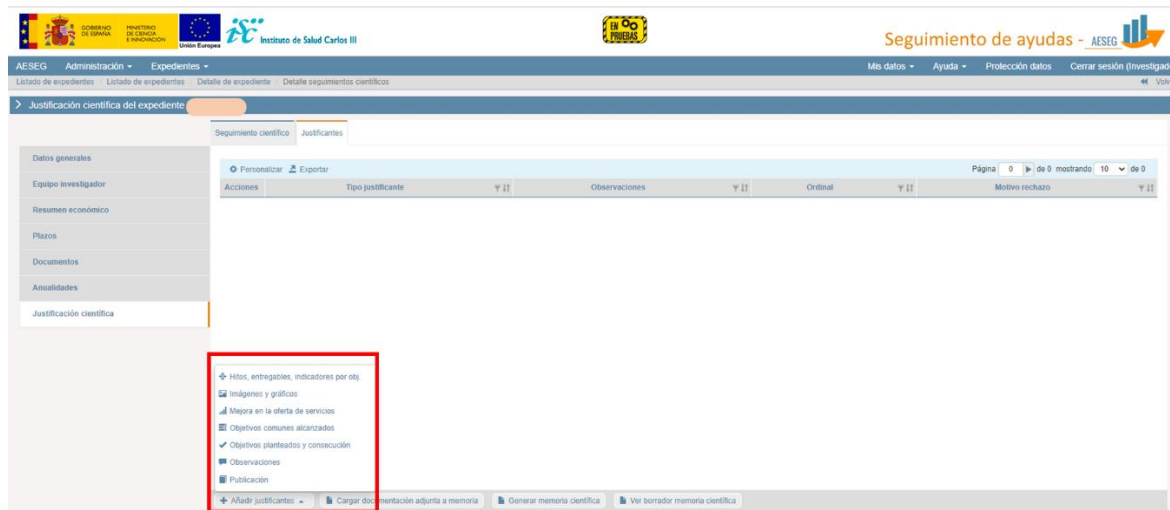 GOBIERNO DE ESPAÑA
MINISTERIO DE CIENCIA E INNOVACIÓN
Unión Europea
isc Instituto de Salud Carlos III
EN PRUEBAS
Seguimiento de ayudas - AESEG
AESEG Administración Expedientes Mis datos Ayuda Protección datos Cerrar sesión (Investigad
Listado de expedientes / Listado de expedientes / Detalle de expediente / Detalle seguimientos científicos Volv
> Justificación científica del expediente
Seguimiento científico Justificantes
Datos generales
Equipo investigador
Resumen económico
Plazos
Documentos
Anualidades
Justificación científica
Personalizar Exportar Página 0 de 0 mostrando 10 de 0
Acciones Tipo justificante Observaciones Ordinal Motivo rechazo
Hitos, entregables, indicadores por obj.
Imágenes y gráficos
Mejora en la oferta de servicios
Objetivos comunes alcanzados
Objetivos planteados y consecución
Observaciones
Publicación
+ Añadir justificantes Cargar documentación adjunta a memoria Generar memoria científica Ver borrador memoria científica